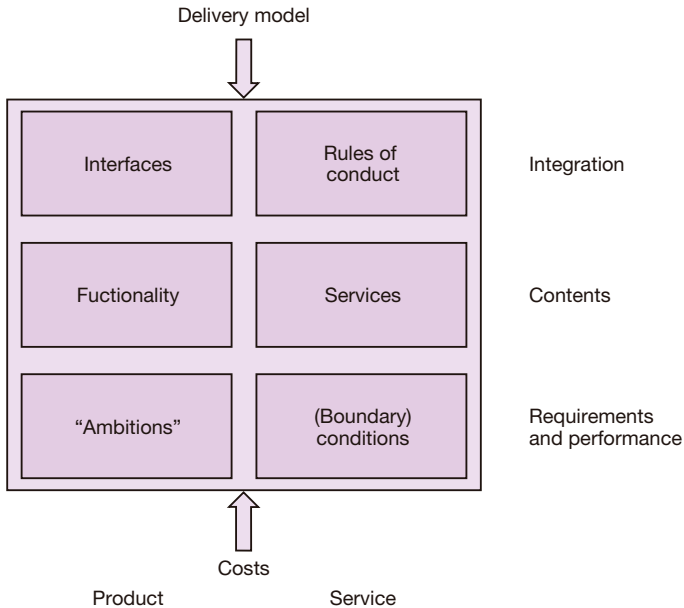 Delivery model
Interfaces
Rules of
conduct
Integration
Fuctionality
Services
Contents
“Ambitions”
(Boundary)
conditions
Requirements
and performance
Costs
Product
Service